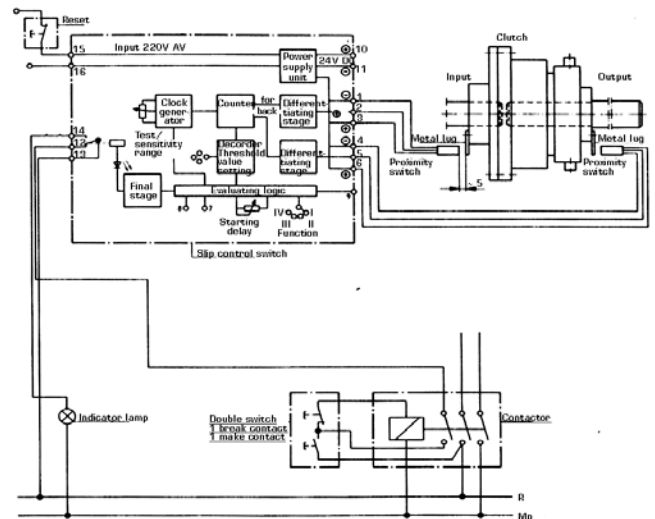 Reset
15 Input 220V AV
16
Power supply unit
24V D
10
11
Clutch
Input
Output
Clock generator
Counter
for
back
Different tiating stage
1
2
3
Metal lug
Metal lug
14
12
13
Test/ sensitivity range
Decorder Threshold value setting
Different tiating stage
4
5
6
Proximity switch
5
Proximity switch
Final stage
Evaluating logic
8
7
Starting delay
IV I
III II
Function
Slip control switch
Indicator lamp
Double switch
1 break contact
1 make contact
Contactor
R
Mp